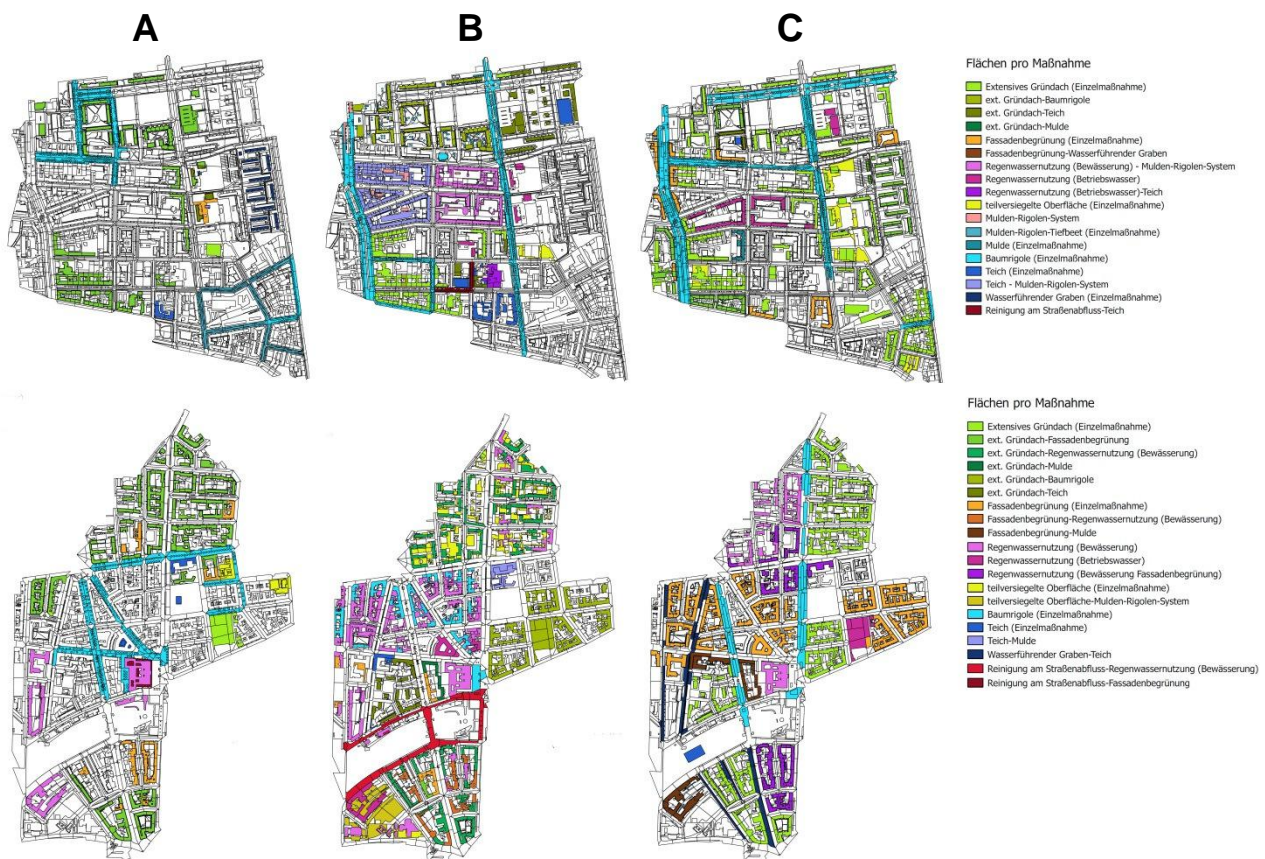 A
B
C
Flächen pro Maßnahme
Extensives Gründach (Einzelmaßnahme)
ext. Gründach-Baumrigole
ext. Gründach-Teich
ext. Gründach-Mulde
Fassadenbegrünung (Einzelmaßnahme)
Fassadenbegrünung-Wasserführender Graben
Regenwassernutzung (Bewässerung) - Mulden-Rigolen-System
Regenwassernutzung (Betriebswasser)
Regenwassernutzung (Betriebswasser)-Teich
teilversiegelte Oberfläche (Einzelmaßnahme)
Mulden-Rigolen-System
Mulden-Rigolen-Tiefbeet (Einzelmaßnahme)
Mulde (Einzelmaßnahme)
Baumrigole (Einzelmaßnahme)
Teich (Einzelmaßnahme)
Teich - Mulden-Rigolen-System
Wasserführender Graben (Einzelmaßnahme)
Reinigung am Straßenabfluss-Teich
Flächen pro Maßnahme
Extensives Gründach (Einzelmaßnahme)
ext. Gründach-Fassadenbegrünung
ext. Gründach-Regenwassernutzung (Bewässerung)
ext. Gründach-Mulde
ext. Gründach-Baumrigole
ext. Gründach-Teich
Fassadenbegrünung (Einzelmaßnahme)
Fassadenbegrünung-Regenwassernutzung (Bewässerung)
Fassadenbegrünung-Mulde
Regenwassernutzung (Bewässerung)
Regenwassernutzung (Betriebswasser)
Regenwassernutzung (Bewässerung Fassadenbegrünung)
teilversiegelte Oberfläche (Einzelmaßnahme)
teilversiegelte Oberfläche-Mulden-Rigolen-System
Baumrigole (Einzelmaßnahme)
Teich (Einzelmaßnahme)
Teich-Mulde
Wasserführender Graben-Teich
Reinigung am Straßenabfluss-Regenwassernutzung (Bewässerung)
Reinigung am Straßenabfluss-Fassadenbegrünung